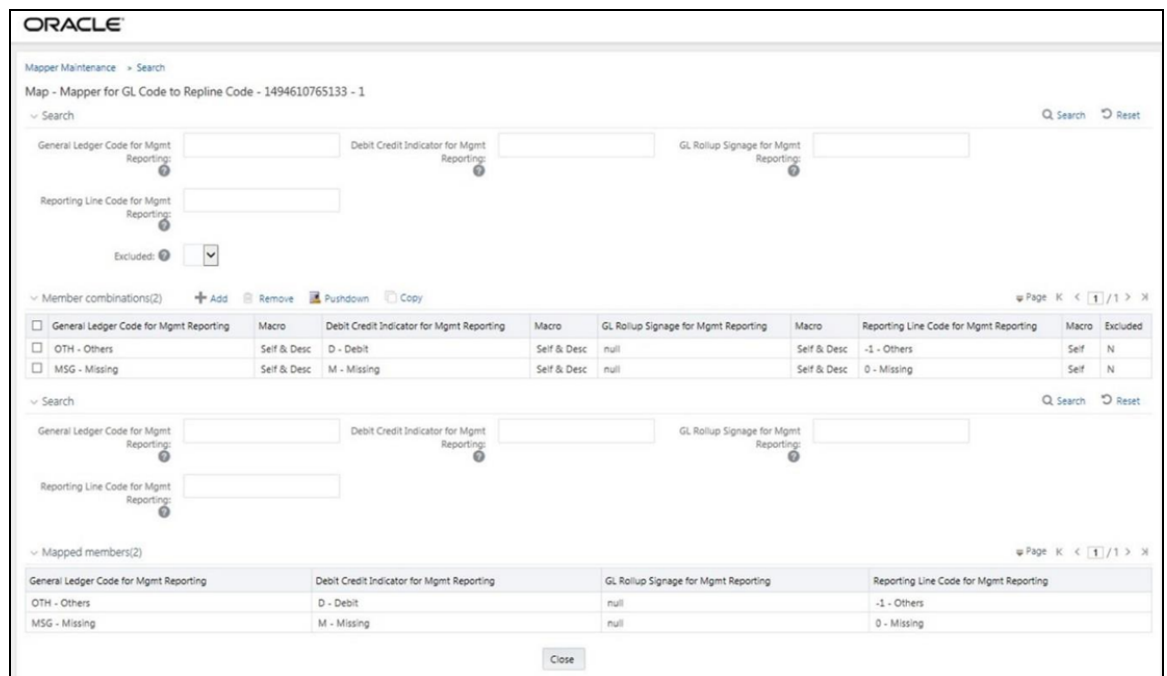 ORACLE
Mapper Maintenance > Search
Map - Mapper for GL Code to Repline Code - 1494610765133 - 1
Search Search Reset
General Ledger Code for Mgmt Reporting: ? Debit Credit Indicator for Mgmt Reporting: ? GL Rollup Signage for Mgmt Reporting: ?
Reporting Line Code for Mgmt Reporting: ?
Excluded: ?
Member combinations(2) Add Remove Pushdown Copy Page 1 / 1
General Ledger Code for Mgmt Reporting Macro Debit Credit Indicator for Mgmt Reporting Macro GL Rollup Signage for Mgmt Reporting Macro Reporting Line Code for Mgmt Reporting Macro Excluded
OTH - Others Self & Desc D - Debit Self & Desc null Self & Desc -1 - Others Self N
MSG - Missing Self & Desc M - Missing Self & Desc null Self & Desc 0 - Missing Self N
Search Search Reset
General Ledger Code for Mgmt Reporting: ? Debit Credit Indicator for Mgmt Reporting: ? GL Rollup Signage for Mgmt Reporting: ?
Reporting Line Code for Mgmt Reporting: ?
Mapped members(2) Page 1 / 1
General Ledger Code for Mgmt Reporting Debit Credit Indicator for Mgmt Reporting GL Rollup Signage for Mgmt Reporting Reporting Line Code for Mgmt Reporting
OTH - Others D - Debit null -1 - Others
MSG - Missing M - Missing null 0 - Missing
Close